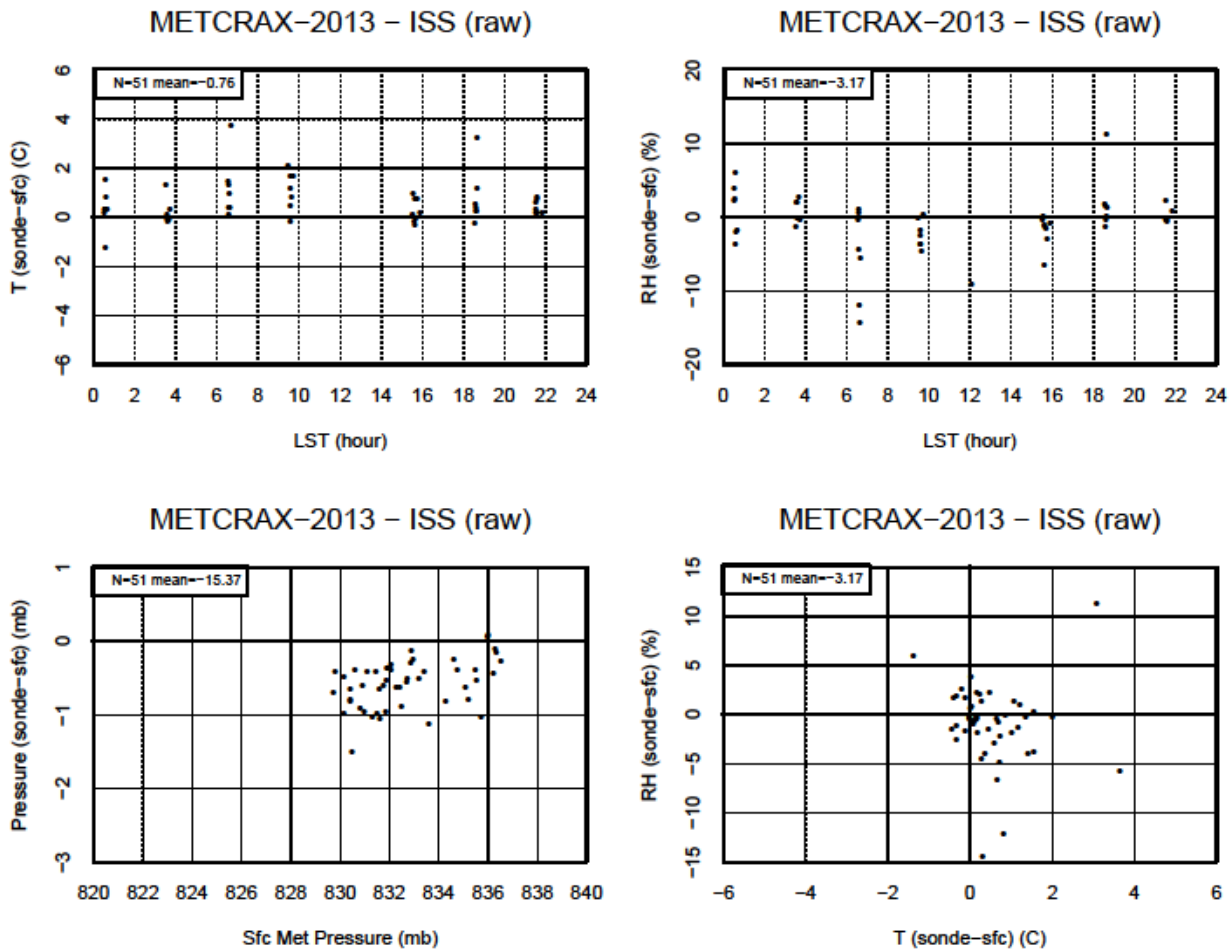 METCRAX−2013 − ISS (raw)
N=51 mean=−0.76
T (sonde−sfc) (C)
6
4
2
0
−2
−4
−6
0 2 4 6 8 10 12 14 16 18 20 22 24
LST (hour)
METCRAX−2013 − ISS (raw)
N=51 mean=−3.17
RH (sonde−sfc) (%)
20
10
0
−10
−20
0 2 4 6 8 10 12 14 16 18 20 22 24
LST (hour)
METCRAX−2013 − ISS (raw)
N=51 mean=−15.37
Pressure (sonde−sfc) (mb)
1
0
−1
−2
−3
820 822 824 826 828 830 832 834 836 838 840
Sfc Met Pressure (mb)
METCRAX−2013 − ISS (raw)
N=51 mean=−3.17
RH (sonde−sfc) (%)
15
10
5
0
−5
−10
−15
−6 −4 −2 0 2 4 6
T (sonde−sfc) (C)